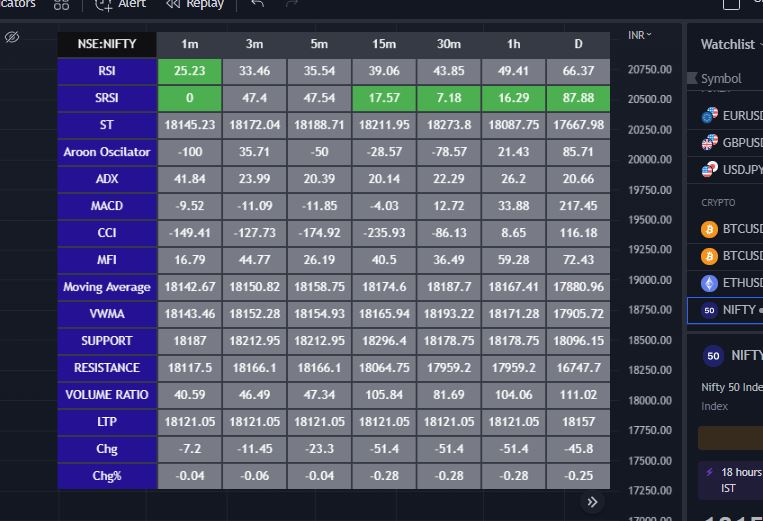 cators Alert Replay
NSE:NIFTY 1m 3m 5m 15m 30m 1h D
RSI 25.23 33.46 35.54 39.06 43.85 49.41 66.37
SRSI 0 47.4 47.54 17.57 7.18 16.29 87.88
ST 18145.23 18172.04 18188.71 18211.95 18273.8 18087.75 17667.98
Aroon Oscilator -100 35.71 -50 -28.57 -78.57 21.43 85.71
ADX 41.84 23.99 20.39 20.14 22.29 26.2 20.66
MACD -9.52 -11.09 -11.85 -4.03 12.72 33.88 217.45
CCI -149.41 -127.73 -174.92 -235.93 -86.13 8.65 116.18
MFI 16.79 44.77 26.19 40.5 36.49 59.28 72.43
Moving Average 18142.67 18150.82 18158.75 18174.6 18187.7 18167.41 17880.96
VWMA 18143.46 18152.28 18154.93 18165.94 18193.22 18171.28 17905.72
SUPPORT 18187 18212.95 18212.95 18296.4 18178.75 18178.75 18096.15
RESISTANCE 18117.5 18166.1 18166.1 18064.75 17959.2 17959.2 16747.7
VOLUME RATIO 40.59 46.49 47.34 105.84 81.69 104.06 111.02
LTP 18121.05 18121.05 18121.05 18121.05 18121.05 18121.05 18157
Chg -7.2 -11.45 -23.3 -51.4 -51.4 -51.4 -45.8
Chg% -0.04 -0.06 -0.04 -0.28 -0.28 -0.28 -0.25
INR
20750.00
20500.00
20250.00
20000.00
19750.00
19500.00
19250.00
19000.00
18750.00
18500.00
18250.00
18000.00
17750.00
17500.00
17250.00
Watchlist
Symbol
EURUSD
GBPUSD
USDJPY
CRYPTO
BTCUSD
BTCUSD
ETHUSD
50 NIFTY
50 NIFTY
Nifty 50 Inde
Index
18 hours
IST